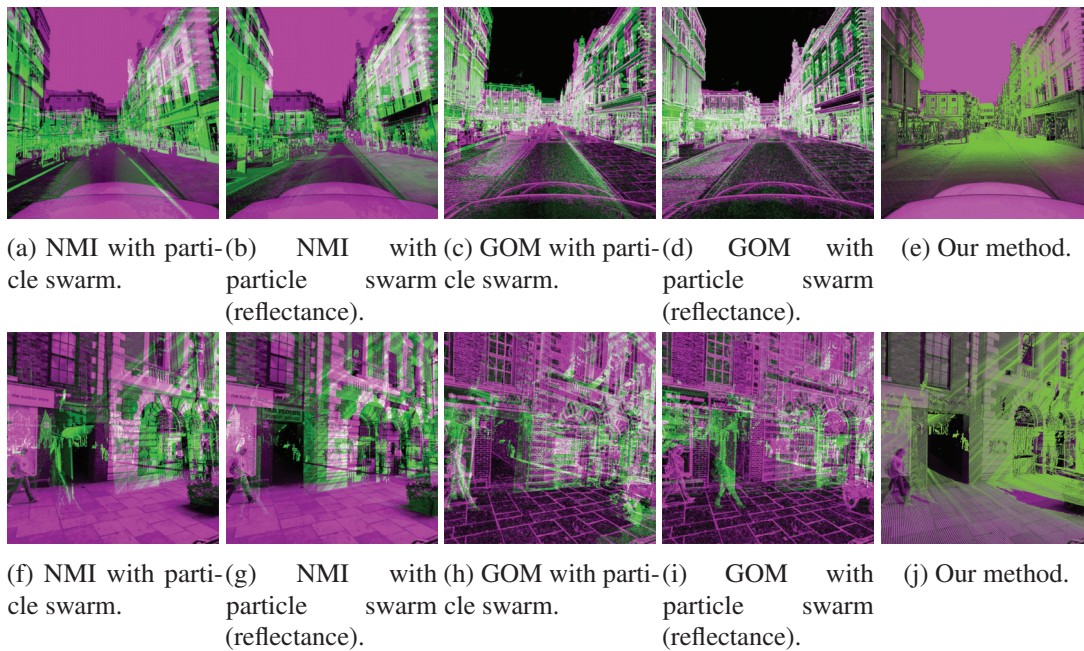 (a) NMI with parti-
cle swarm.
(b) NMI with
particle swarm
(reflectance).
(c) GOM with parti-
cle swarm.
(d) GOM with
particle swarm
(reflectance).
(e) Our method.
(f) NMI with parti-
cle swarm.
(g) NMI with
particle swarm
(reflectance).
(h) GOM with parti-
cle swarm.
(i) GOM with
particle swarm
(reflectance).
(j) Our method.